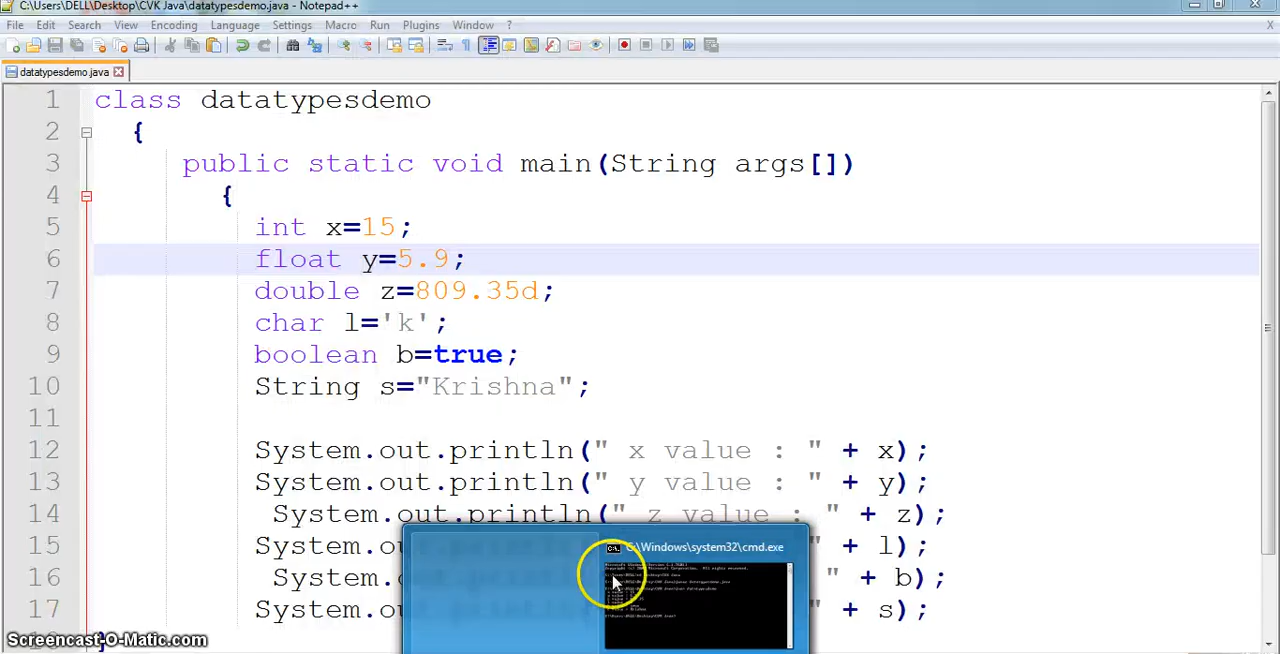 C:\Users\DELL\Desktop\CVK Java\datatypesdemo.java - Notepad++
File Edit Search View Encoding Language Settings Macro Run Plugins Window ? X
datatypesdemo.java
1 class datatypesdemo
2 {
3 public static void main(String args[])
4 {
5 int x=15;
6 float y=5.9;
7 double z=809.35d;
8 char l='k';
9 boolean b=true;
10 String s="Krishna";
11
12 System.out.println(" x value : " + x);
13 System.out.println(" y value : " + y);
14 System.out.println(" z value : " + z);
15 System.ou " + l);
16 System. " + b);
17 System.ou " + s);
}
C:\Windows\system32\cmd.exe
Screencast-O-Matic.com